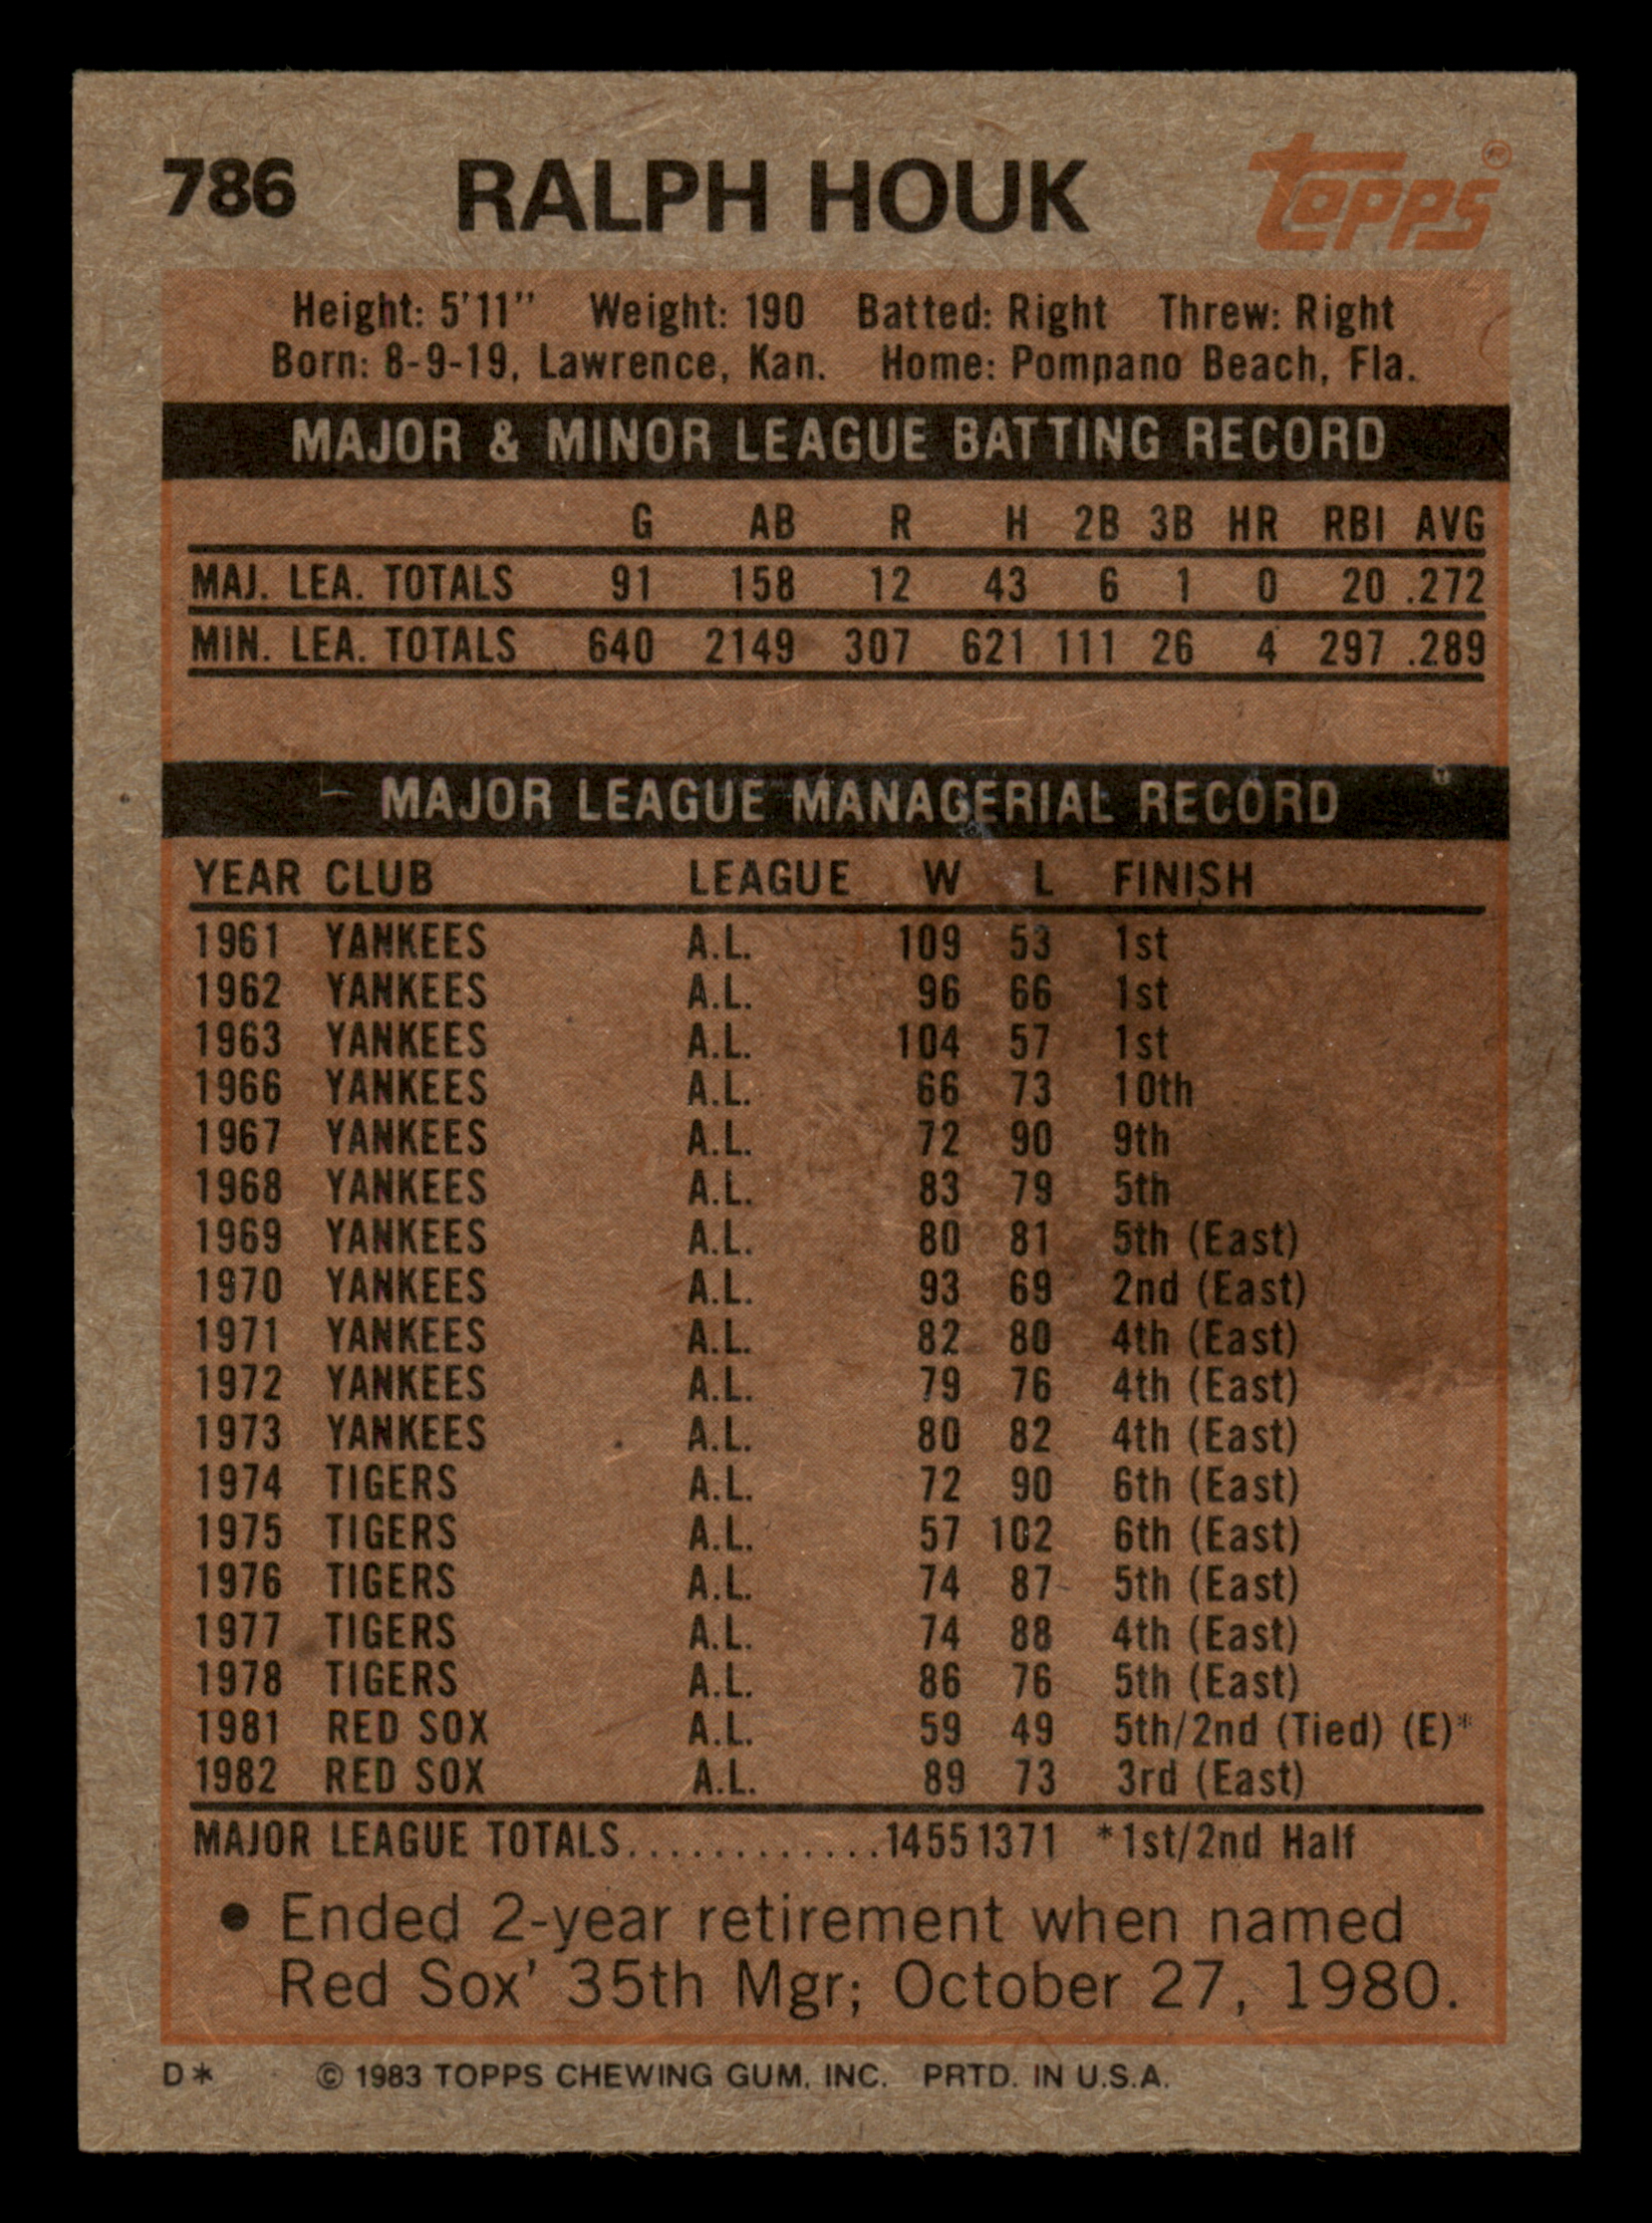 786 RALPH HOUK Topps®
Height: 5'11" Weight: 190 Batted: Right Threw: Right
Born: 8-9-19, Lawrence, Kan. Home: Pompano Beach, Fla.
MAJOR & MINOR LEAGUE BATTING RECORD
G AB R H 2B 3B HR RBI AVG
MAJ. LEA. TOTALS 91 158 12 43 6 1 0 20 .272
MIN. LEA. TOTALS 640 2149 307 621 111 26 4 297 .289
MAJOR LEAGUE MANAGERIAL RECORD
YEAR CLUB LEAGUE W L FINISH
1961 YANKEES A.L. 109 53 1st
1962 YANKEES A.L. 96 66 1st
1963 YANKEES A.L. 104 57 1st
1966 YANKEES A.L. 66 73 10th
1967 YANKEES A.L. 72 90 9th
1968 YANKEES A.L. 83 79 5th
1969 YANKEES A.L. 80 81 5th (East)
1970 YANKEES A.L. 93 69 2nd (East)
1971 YANKEES A.L. 82 80 4th (East)
1972 YANKEES A.L. 79 76 4th (East)
1973 YANKEES A.L. 80 82 4th (East)
1974 TIGERS A.L. 72 90 6th (East)
1975 TIGERS A.L. 57 102 6th (East)
1976 TIGERS A.L. 74 87 5th (East)
1977 TIGERS A.L. 74 88 4th (East)
1978 TIGERS A.L. 86 76 5th (East)
1981 RED SOX A.L. 59 49 5th/2nd (Tied) (E)*
1982 RED SOX A.L. 89 73 3rd (East)
MAJOR LEAGUE TOTALS.............1455 1371 *1st/2nd Half
• Ended 2-year retirement when named
Red Sox' 35th Mgr; October 27, 1980.
D* © 1983 TOPPS CHEWING GUM, INC. PRTD. IN U.S.A.